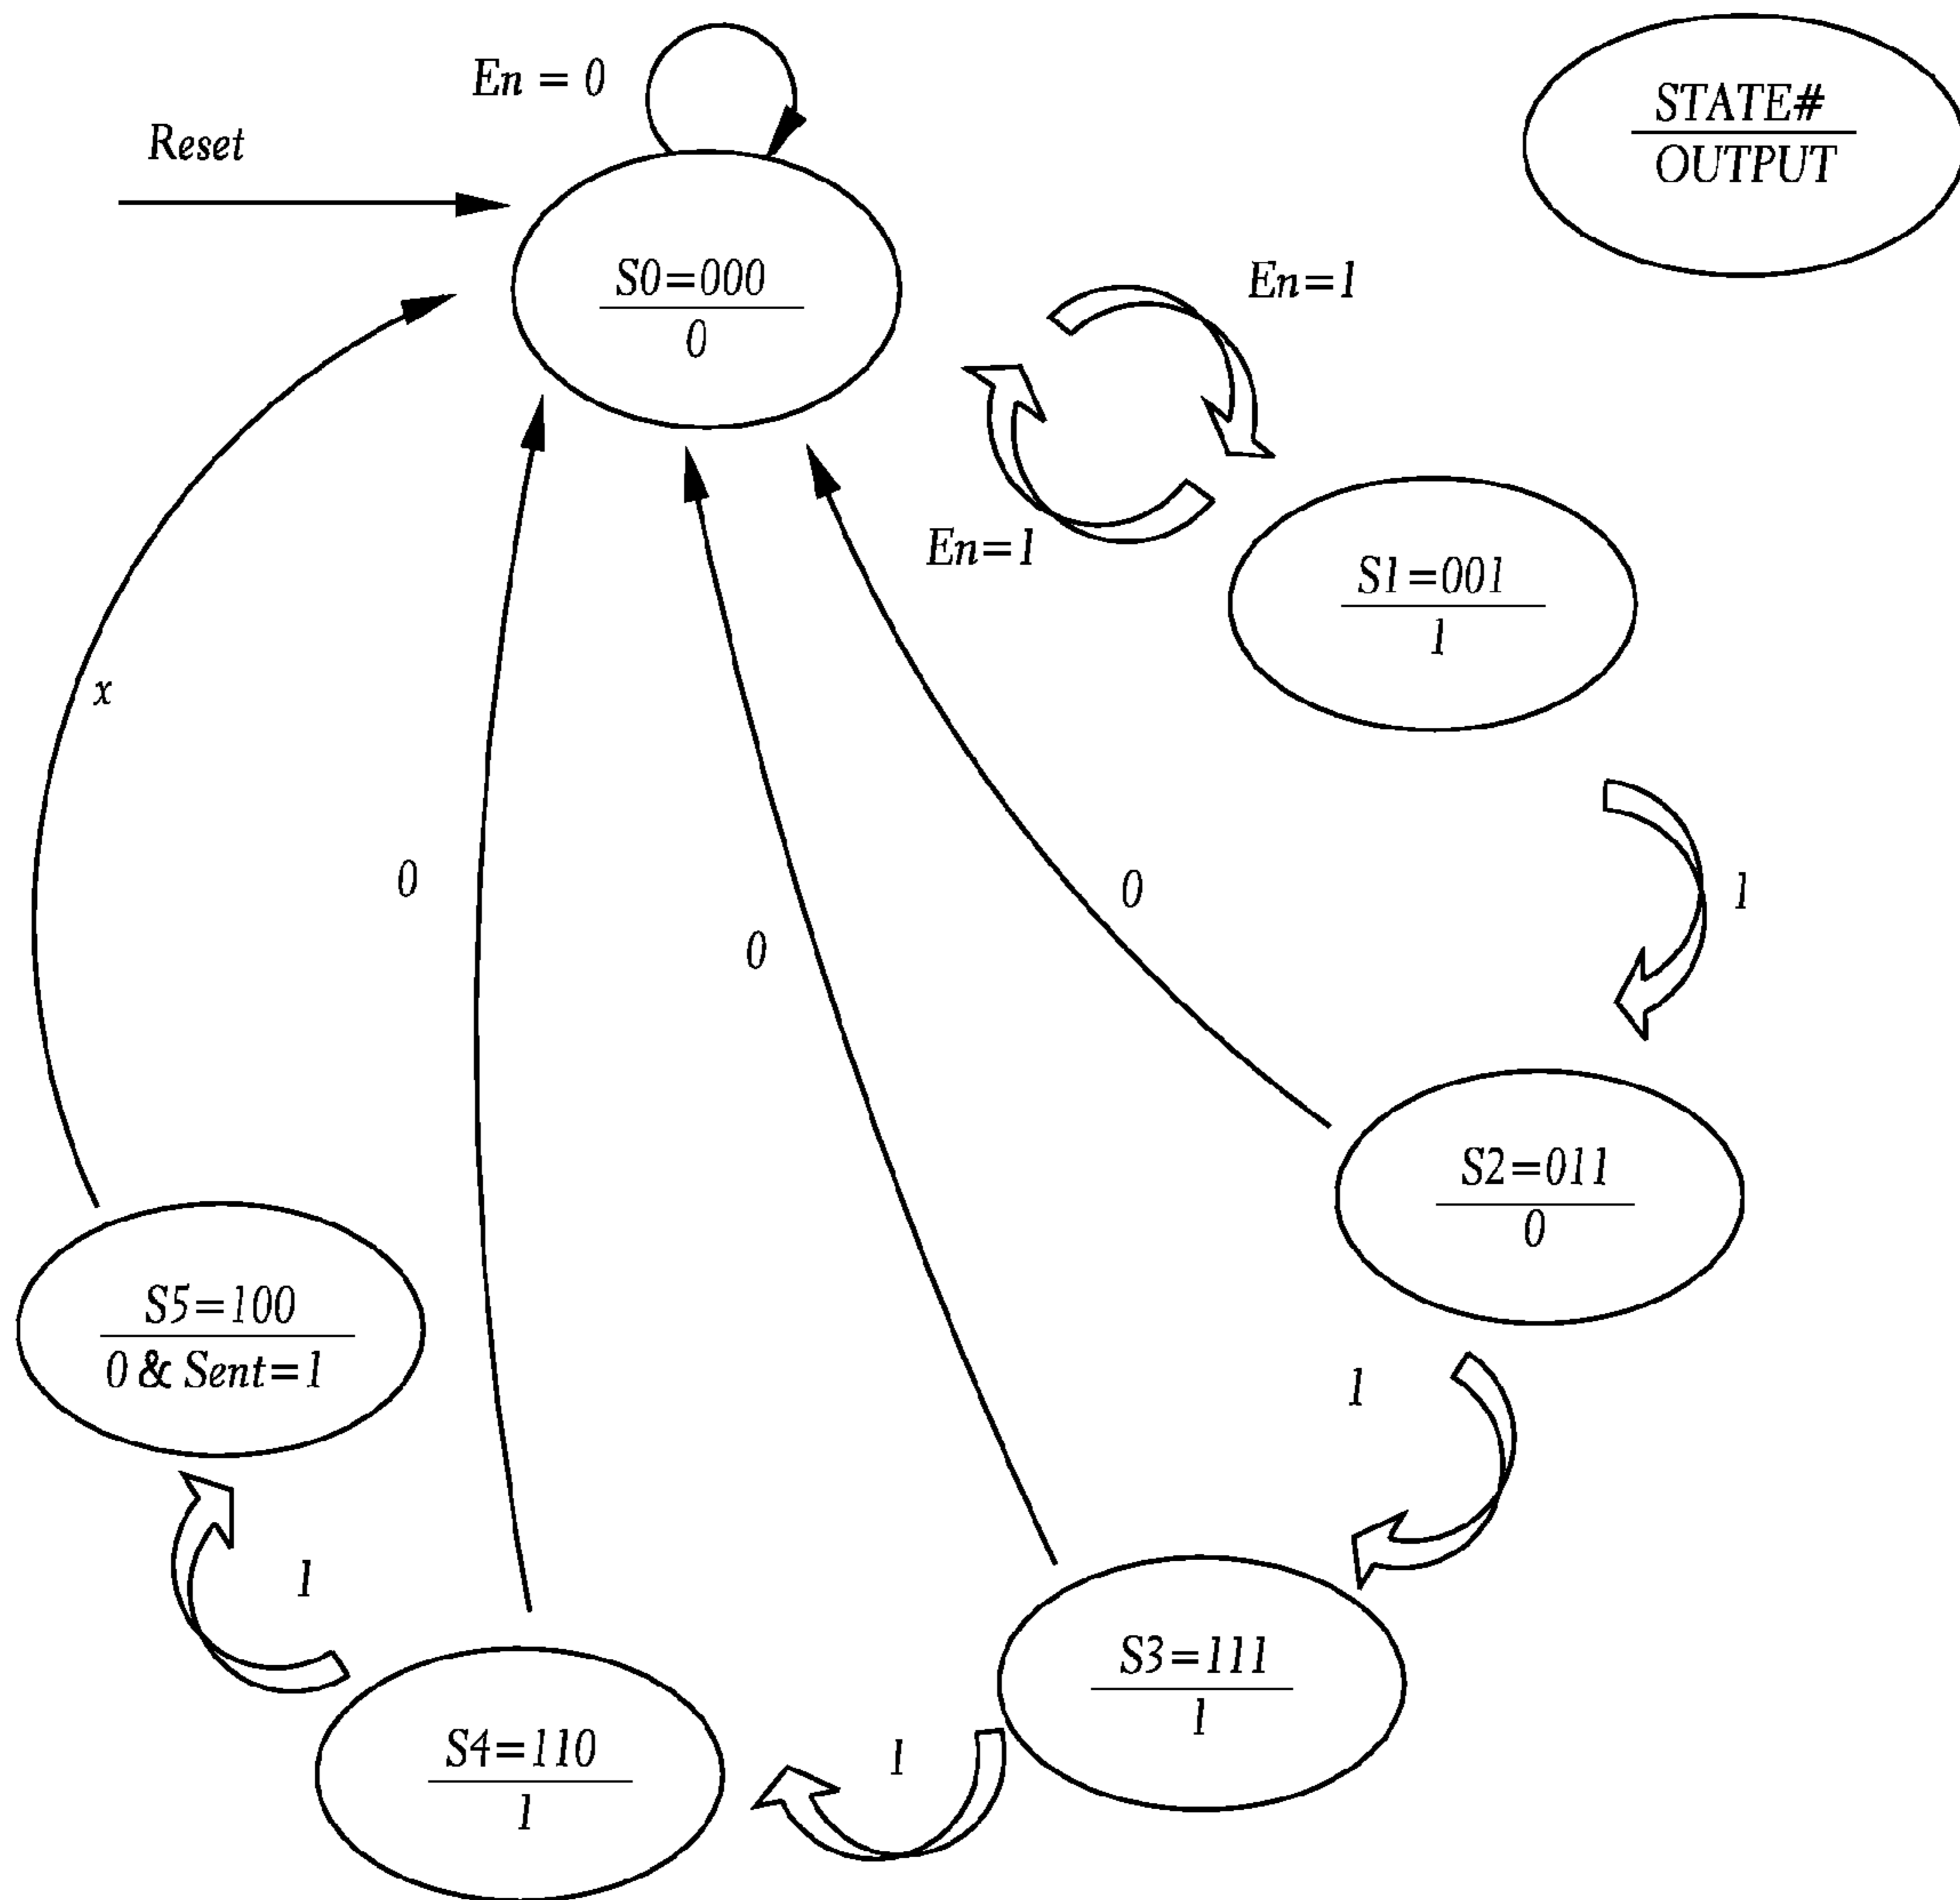 En = 0
STATE#
OUTPUT
Reset
S0=000
0
En=1
En=1
S1=001
1
x
0
0
0
1
S2=011
0
S5=100
0 & Sent=1
1
1
S3=111
1
1
S4=110
1